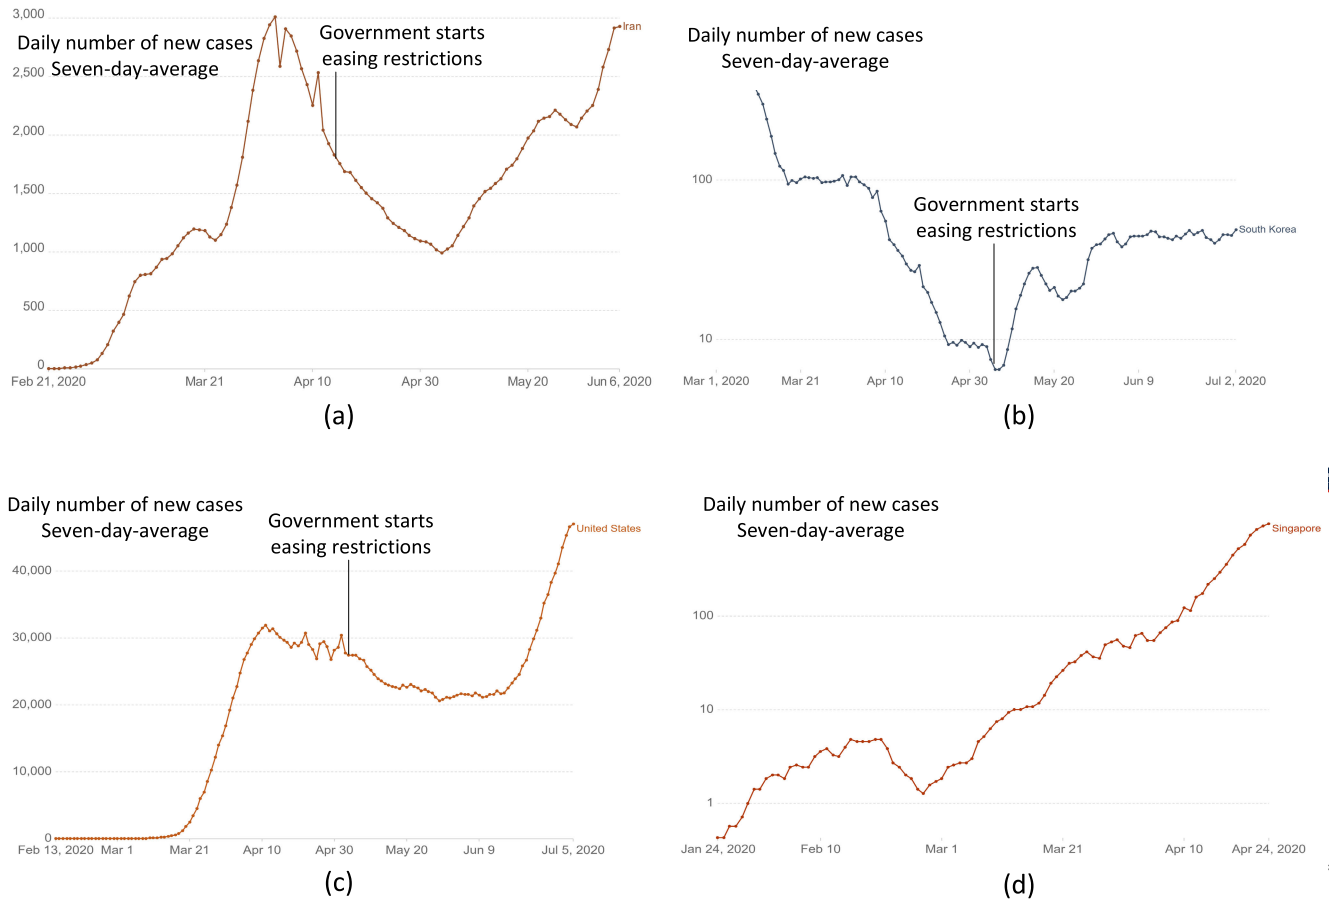 3,000
Iran
Daily number of new cases
Seven-day-average
Government starts
easing restrictions
2,500
2,000
1,500
1,000
500
0
Feb 21, 2020
Mar 21
Apr 10
Apr 30
May20
Jun 6, 2020
(a)
Daily number of new cases
Seven-day-average
100
Government starts
easing restrictions
South Korea
10
Mar 1, 2020
Mar 21
Apr 10
Apr 30
May 20
Jun 9
Jul 2, 2020
(b)
Daily number of new cases
Seven-day-average
Government starts
easing restrictions
United States
40,000
30,000
20,000
10,000
0
Feb 13, 2020
Mar 1
Mar 21
Apr 10
Apr 30
May 20
Jun 9
Jul 5, 2020
(c)
Daily number of new cases
Seven-day-average
Singapore
100
10
1
Jan 24, 2020
Feb 10
Mar 1
Mar 21
Apr 10
Apr 24, 2020
(d)